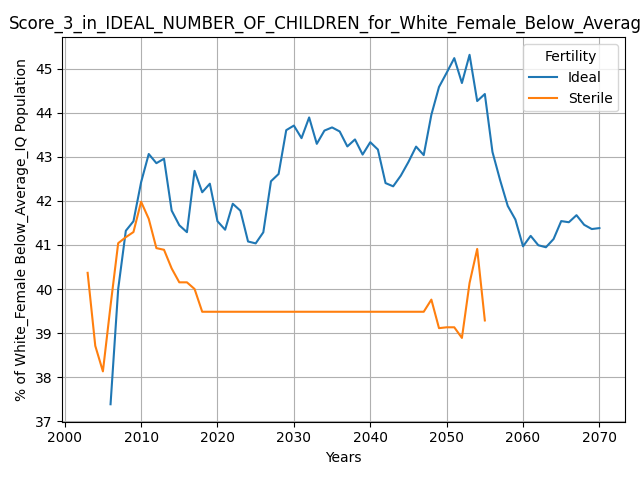 Score_3_in_IDEAL_NUMBER_OF_CHILDREN_for_White_Female_Below_Averag
% of White_Female Below_Average_IQ Population
45
44
43
42
41
40
39
38
37
Fertility
Ideal
Sterile
2000 2010 2020 2030 2040 2050 2060 2070
Years